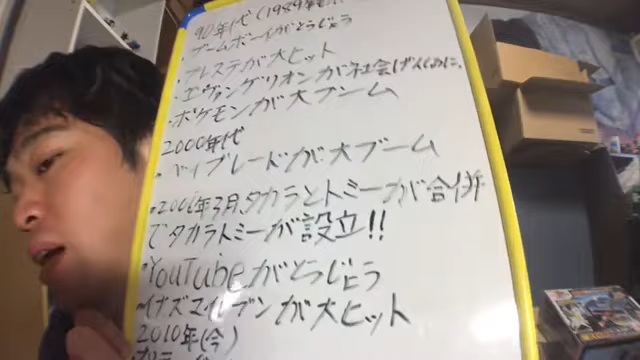 90年代(1989年
ゲームボーイがとうじょう
・プレステが大ヒット
・エヴァンゲリオンが社会げんしょうに、
・ポケモンが大ブーム
2000年代
・ベイブレードが大ブーム
・2006年3月、タカラとトミーが合併
でタカラトミーが設立!!
・YouTubeがとうじょう
イナズマイレブンが大ヒット
2010年(今)